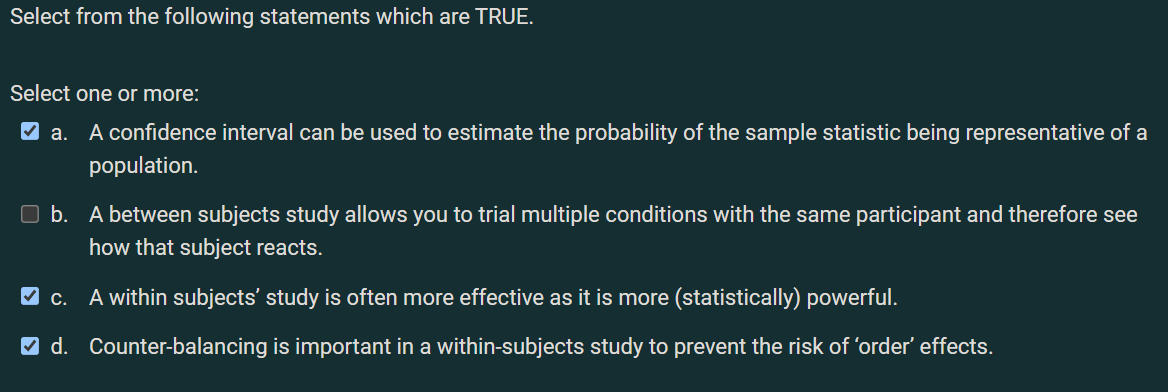 Select from the following statements which are TRUE.
Select one or more:
a. A confidence interval can be used to estimate the probability of the sample statistic being representative of a
population.
b. A between subjects study allows you to trial multiple conditions with the same participant and therefore see
how that subject reacts.
c. A within subjects’ study is often more effective as it is more (statistically) powerful.
d. Counter-balancing is important in a within-subjects study to prevent the risk of ‘order’ effects.